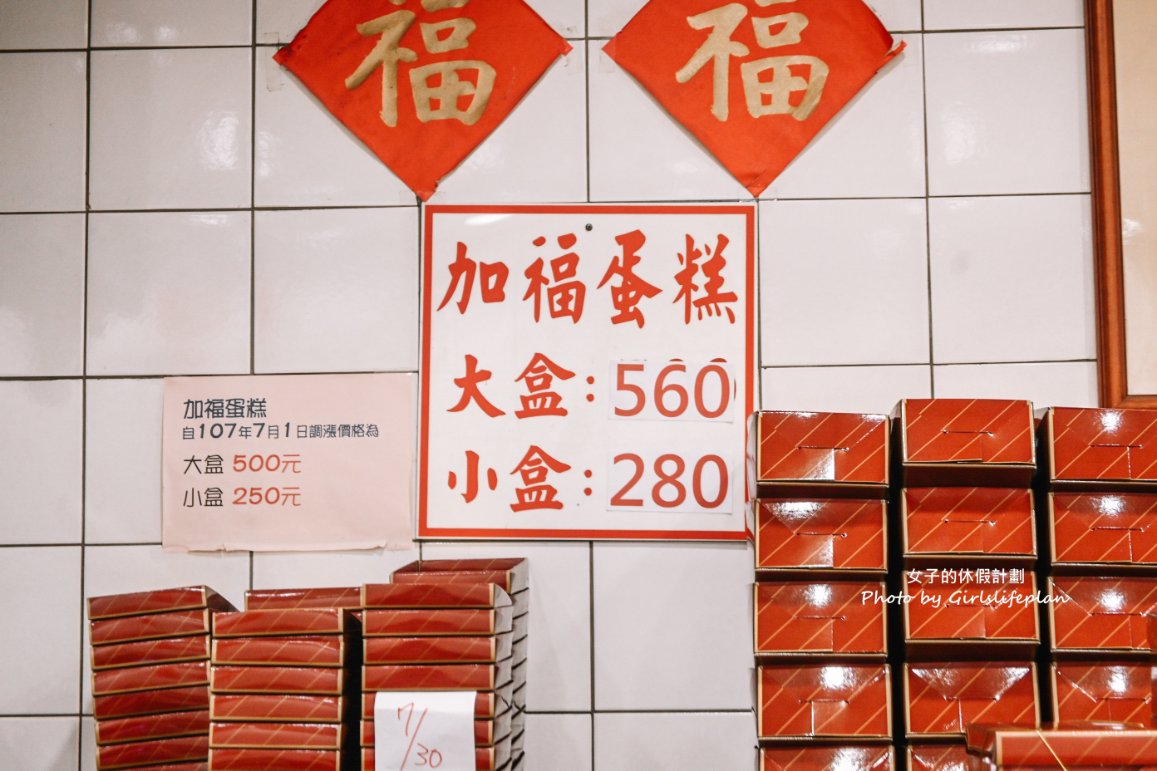 福
福
加福蛋糕
大盒:560
小盒:280
加福蛋糕
自107年7月1日調漲價格為
大盒 500元
小盒 250元
女子的休假計劃
Photo by Girlslifeplan
7/30